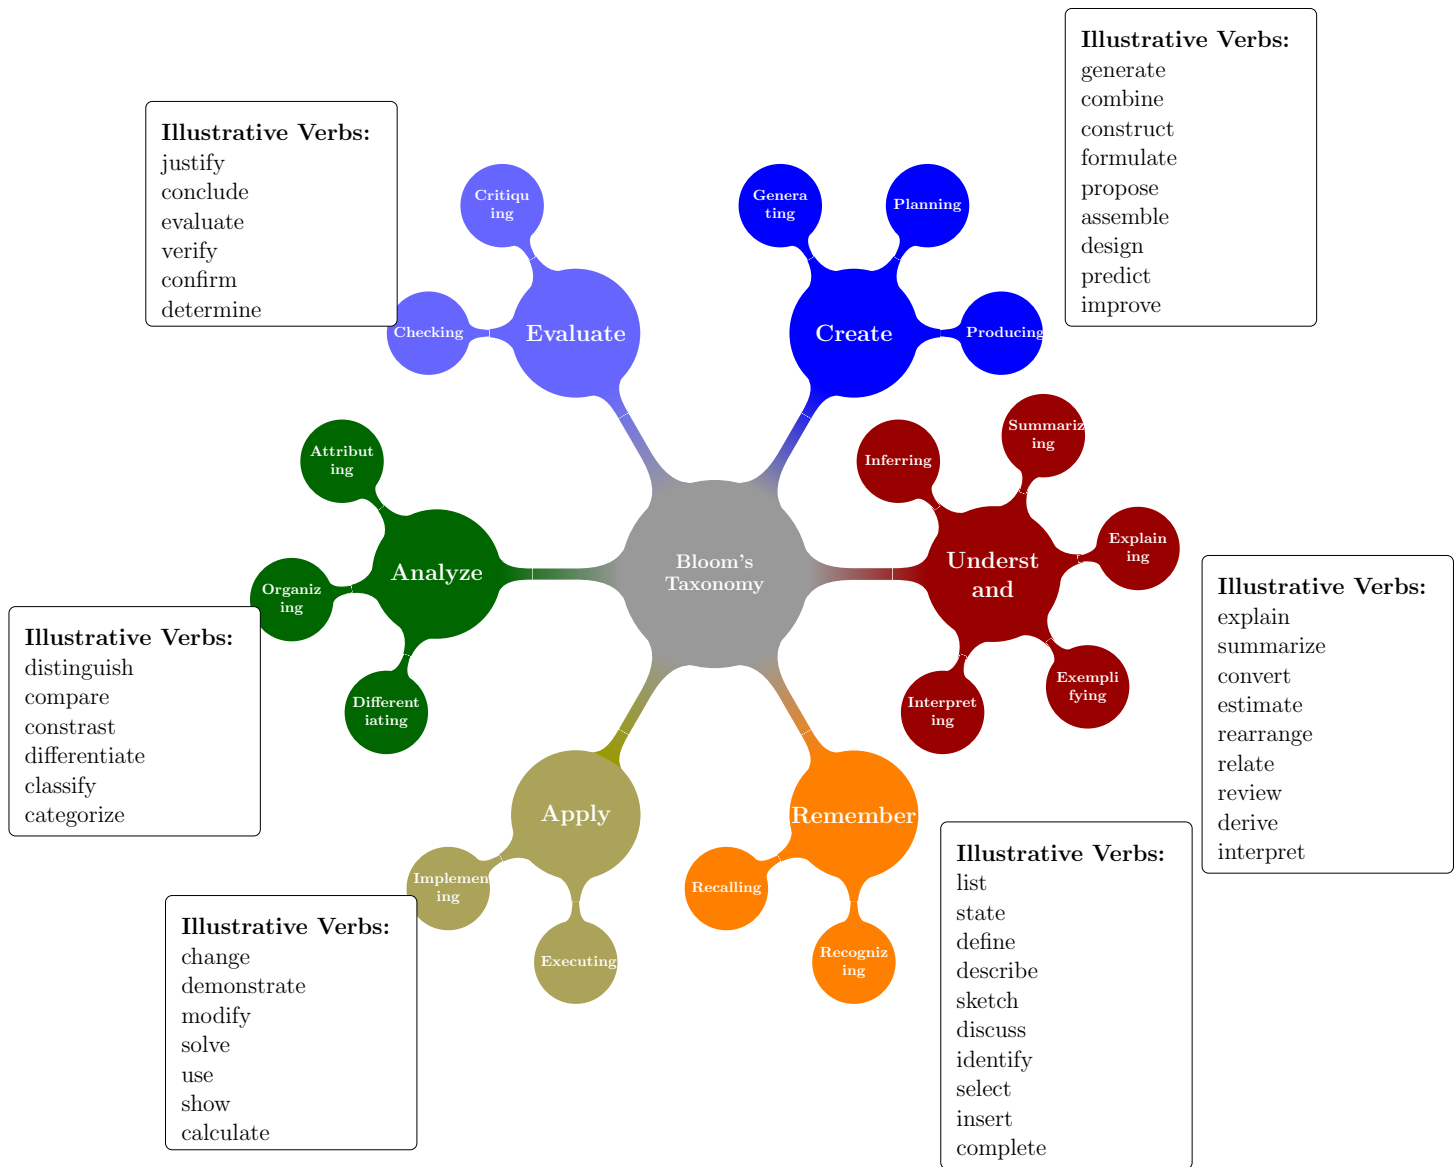 Illustrative Verbs:
generate
combine
construct
formulate
propose
assemble
design
predict
improve
Illustrative Verbs:
justify
conclude
evaluate
verify
confirm
determine
Critiqu
ing
Checking
Evaluate
Genera
ting
Planning
Producing
Create
Attribut
ing
Organiz
ing
Different
iating
Analyze
Bloom's
Taxonomy
Inferring
Summariz
ing
Explain
ing
Exempli
fying
Interpret
ing
Underst
and
Illustrative Verbs:
explain
summarize
convert
estimate
rearrange
relate
review
derive
interpret
Illustrative Verbs:
distinguish
compare
constrast
differentiate
classify
categorize
Apply
Implemen
ing
Executing
Remember
Recalling
Recogniz
ing
Illustrative Verbs:
list
state
define
describe
sketch
discuss
identify
select
insert
complete
Illustrative Verbs:
change
demonstrate
modify
solve
use
show
calculate